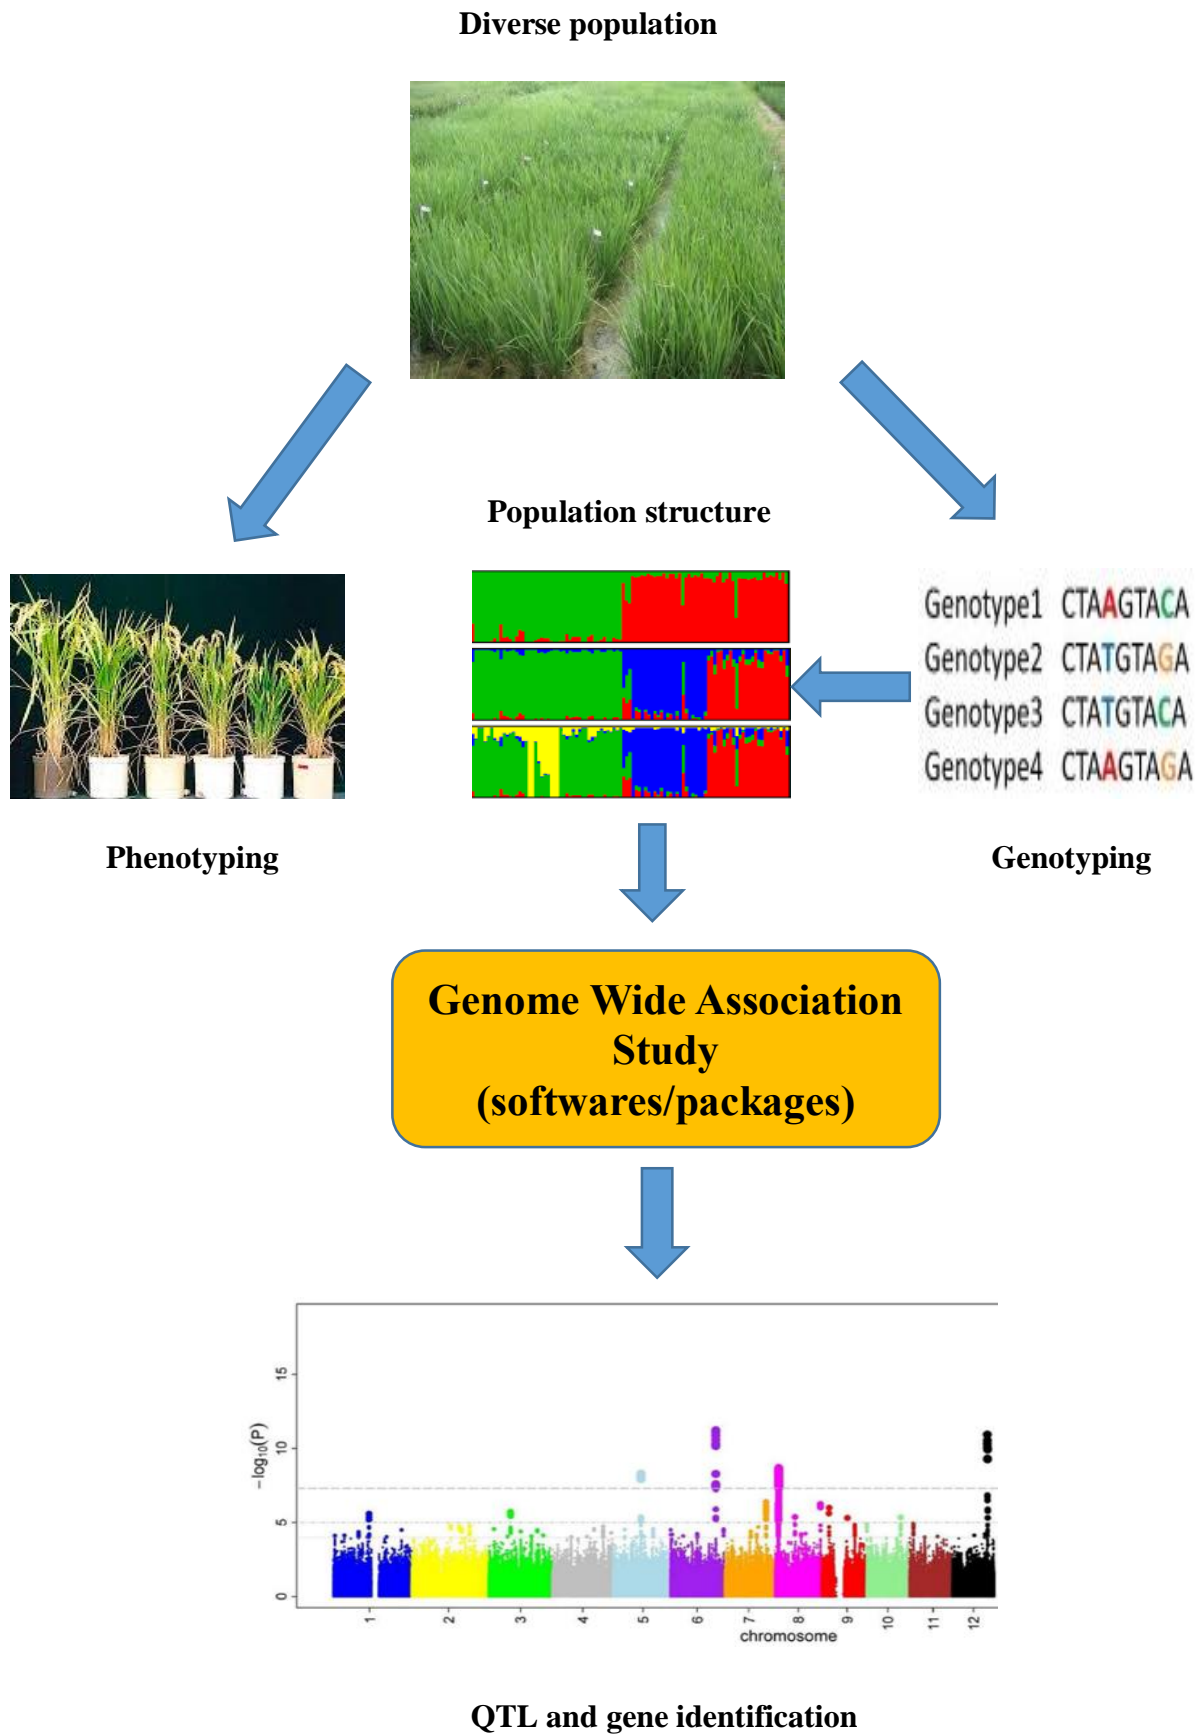 Diverse population
Population structure
Genotype1 CTAAGTACA
Genotype2 CTATGTAGA
Genotype3 CTATGTACA
Genotype4 CTAAGTAGA
Phenotyping
Genotyping
Genome Wide Association
Study
(softwares/packages)
15
10
5
0
-log10(P)
1 2 3 4 5 6 7 8 9 10 11 12
chromosome
QTL and gene identification